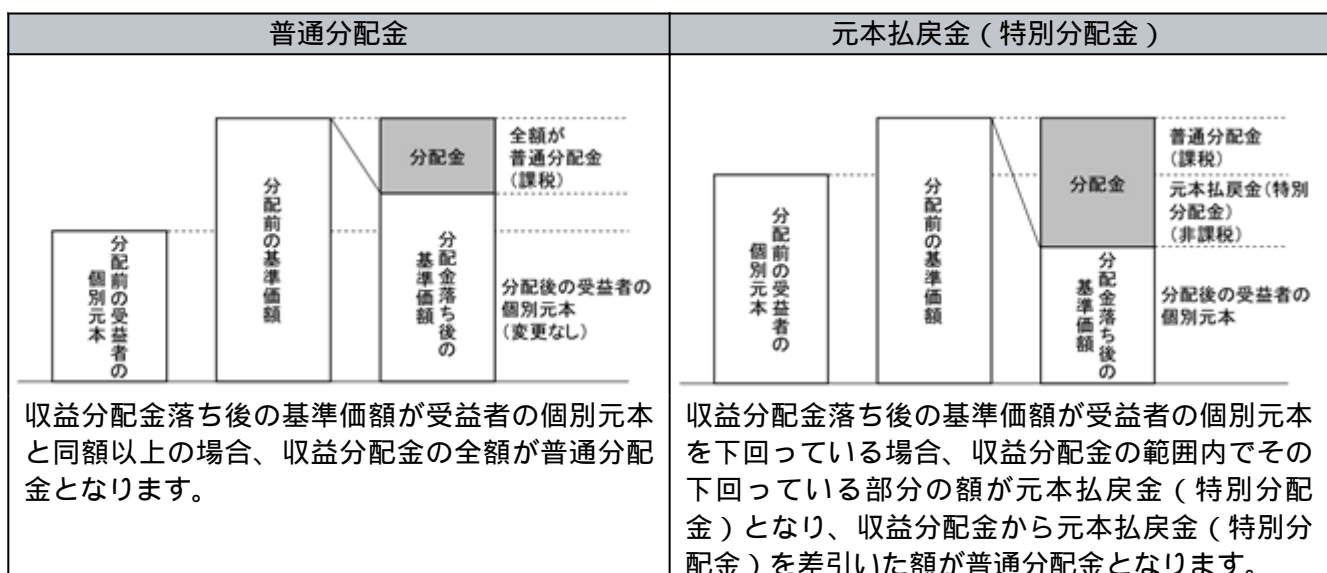 普通分配金
全額が
普通分配金
(課税)
分配金
分配前の受益者の
個別元本
分配前の基準価額
分配金落ち後の
基準価額
分配後の受益者の
個別元本
(変更なし)
収益分配金落ち後の基準価額が受益者の個別元本
と同額以上の場合、収益分配金の全額が普通分配
金となります。
元本払戻金(特別分配金)
普通分配金
(課税)
分配金
元本払戻金(特別
分配金)
(非課税)
分配前の受益者の
個別元本
分配前の基準価額
分配金落ち後の
基準価額
分配後の受益者の
個別元本
収益分配金落ち後の基準価額が受益者の個別元本
を下回っている場合、収益分配金の範囲内でその
下回っている部分の額が元本払戻金(特別分配
金)となり、収益分配金から元本払戻金(特別分
配金)を差引いた額が普通分配金となります。